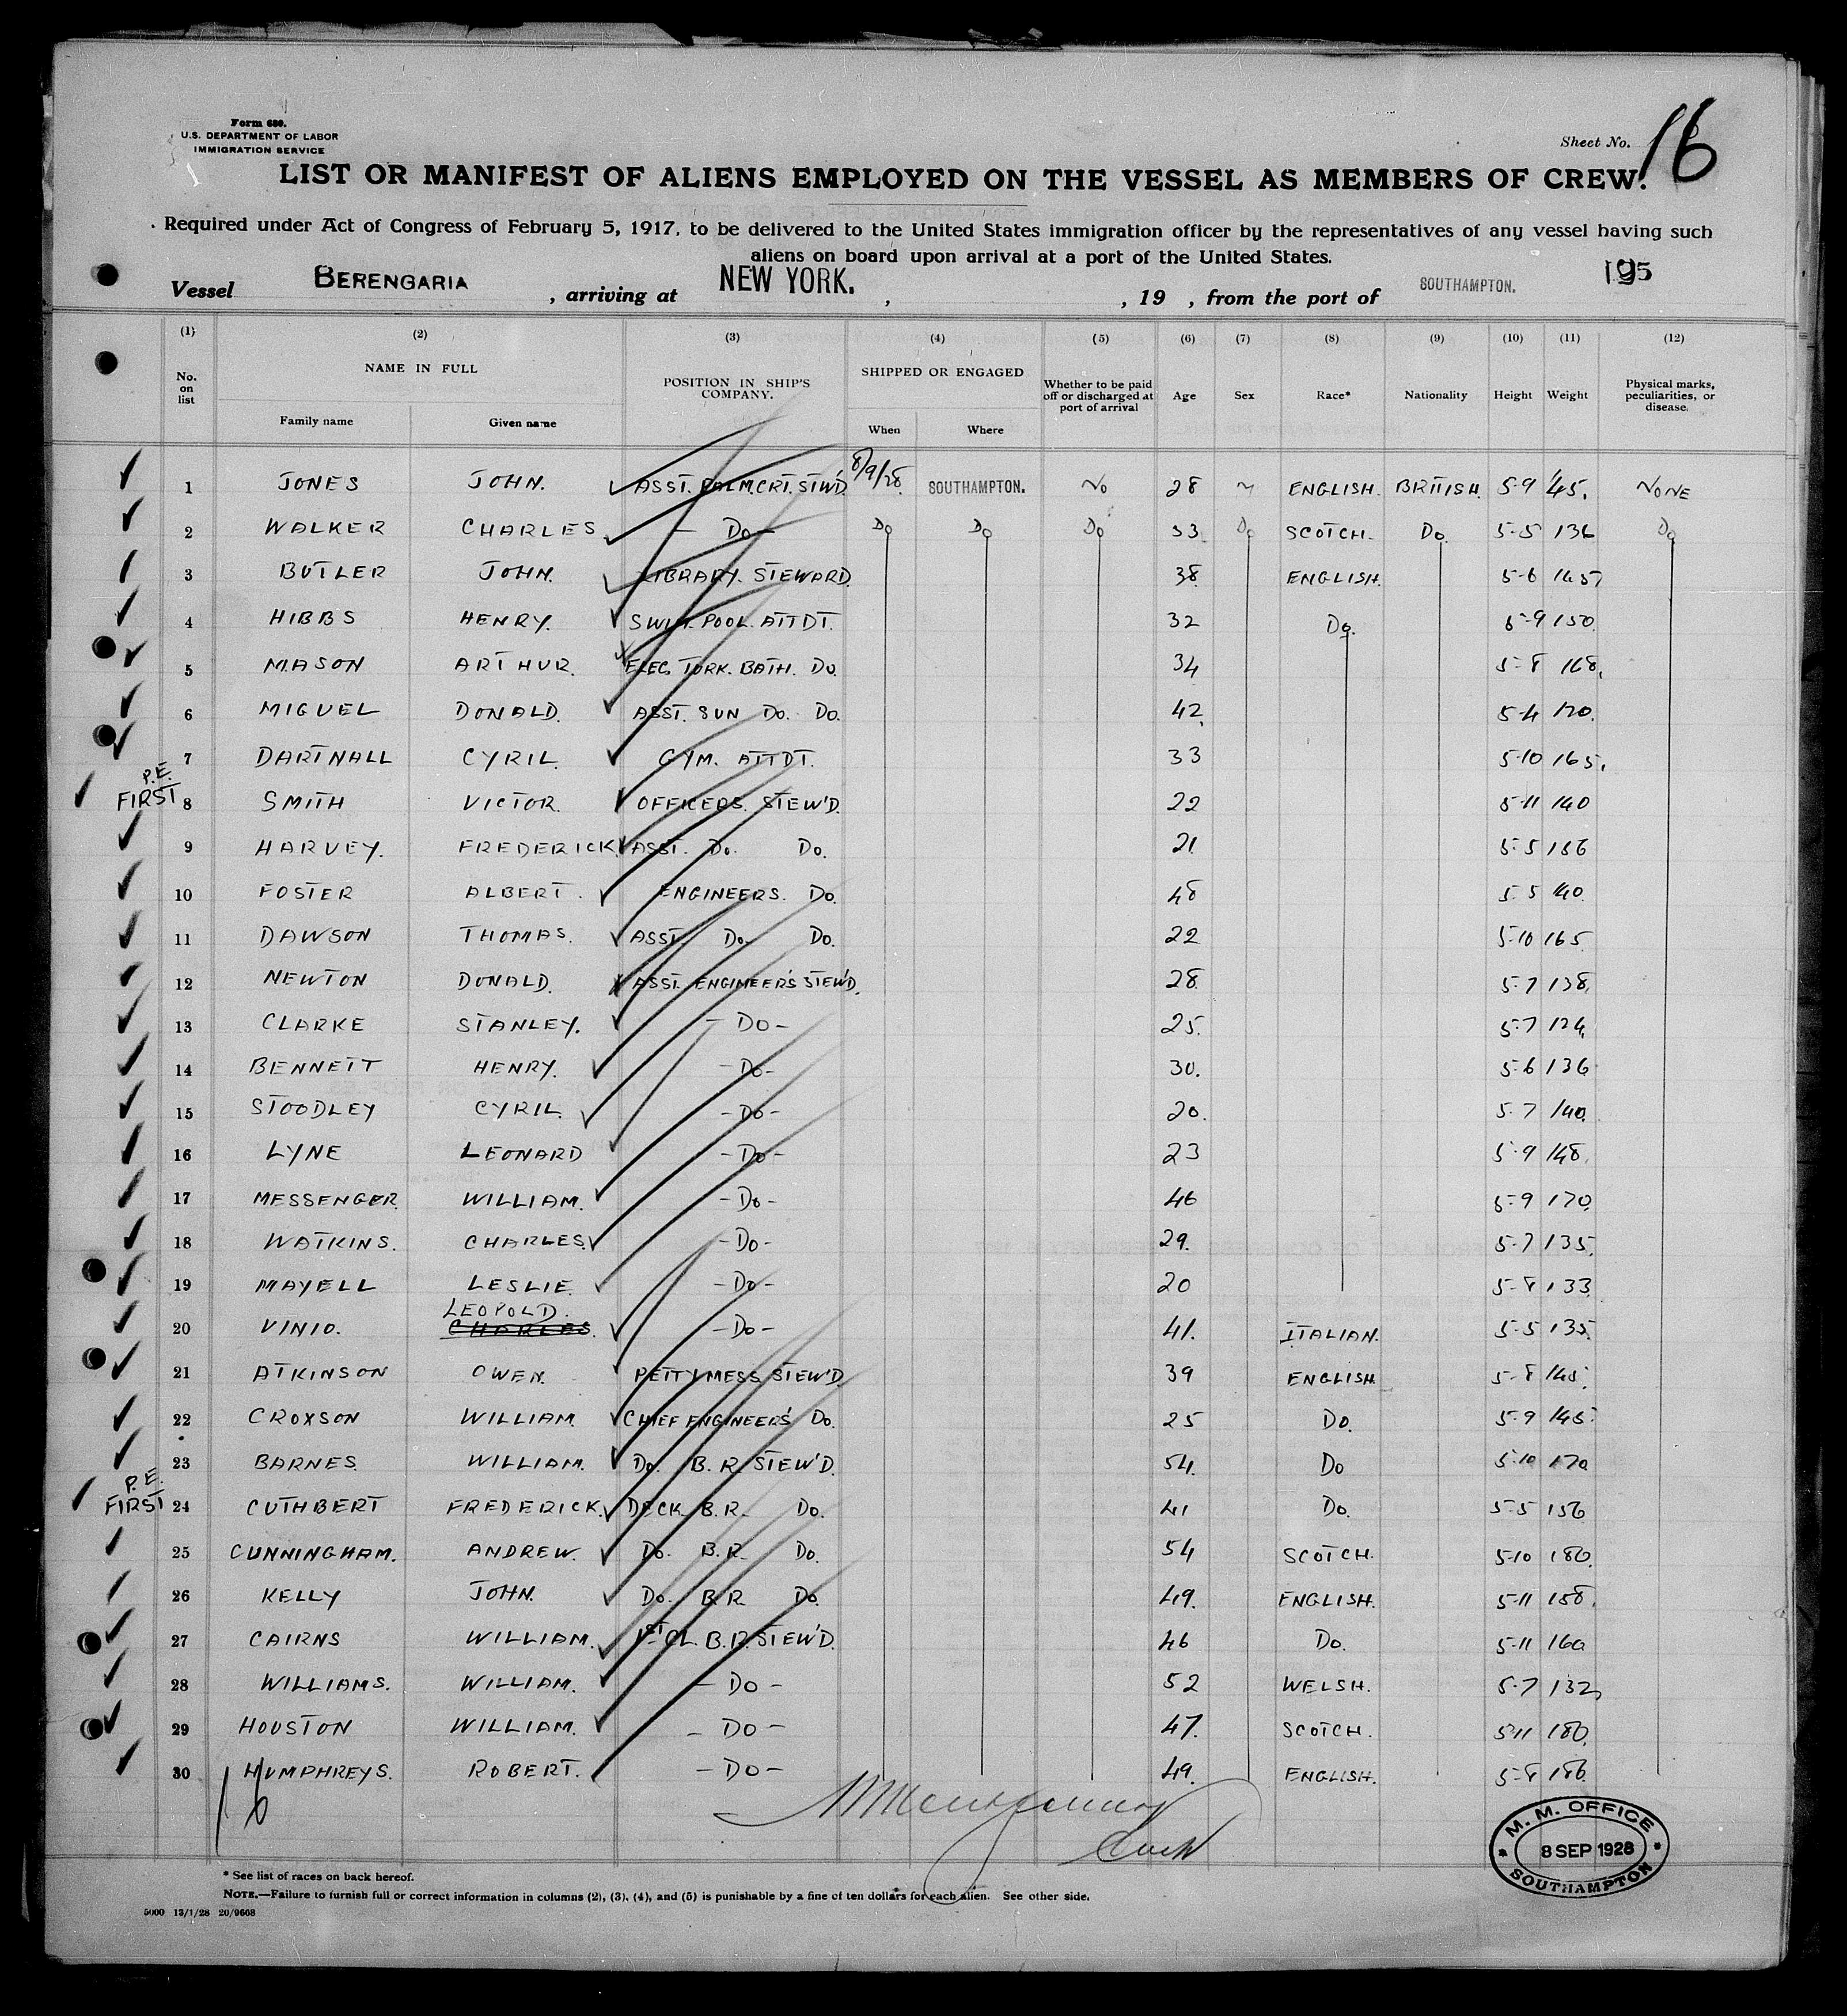 Form 680.
U.S. DEPARTMENT OF LABOR
IMMIGRATION SERVICE
Sheet No. 16
LIST OR MANIFEST OF ALIENS EMPLOYED ON THE VESSEL AS MEMBERS OF CREW.
Required under Act of Congress of February 5, 1917, to be delivered to the United States immigration officer by the representatives of any vessel having such
aliens on board upon arrival at a port of the United States.
195
Vessel BERENGARIA, arriving at NEW YORK. , , 19 , from the port of SOUTHAMPTON.
(1) (2) (3) (4) (5) (6) (7) (8) (9) (10) (11) (12)
No. on list NAME IN FULL Family name Given name POSITION IN SHIP'S COMPANY. SHIPPED OR ENGAGED When Where Whether to be paid off or discharged at port of arrival Age Sex Race* Nationality Height Weight Physical marks, peculiarities, or disease.
1 JONES JOHN. ASST. PALM.CRT.STW'D. 8/9/28. SOUTHAMPTON. No 28 ENGLISH. BRITISH. 5-9 145. NONE
2 WALKER CHARLES - Do - Do Do Do 33 Do SCOTCH. Do. 5-5 136 Do
3 BUTLER JOHN. LIBRARY. STEWARD. 38 ENGLISH. 5-6 145
4 HIBBS HENRY. SWIM. POOL. ATTDT. 32 Do. 5-9 150.
5 MASON ARTHUR. ELEC. TURK. BATH. Do. 34 5-8 168.
6 MIGUEL DONALD. ASST. SUN Do. Do. 42. 5-4 120.
7 DARTNALL CYRIL. GYM. ATTDT. 33 5-10 165.
P.E.
FIRST 8 SMITH VICTOR. OFFICERS. STEW'D. 22 5-11 140
9 HARVEY. FREDERICK. ASST. Do. Do. 21. 5-5 136
10 FOSTER ALBERT. ENGINEERS. Do. 48 5-5 140.
11 DAWSON THOMAS. ASST. Do. Do. 22 5-10 165
12 NEWTON DONALD. ASST. ENGINEER'S STEW'D. 28 5-7 138.
13 CLARKE STANLEY. - Do - 25. 5-7 124
14 BENNETT HENRY. - Do - 30. 5-6 136
15 STOODLEY CYRIL. - Do - 20. 5-7 140.
16 LYNE LEONARD - Do - 23 5-9 148.
17 MESSENGER. WILLIAM. - Do - 46 5-9 170.
18 WATKINS. CHARLES. - Do - 29. 5-7 135.
19 MAYELL LESLIE. - Do - 20 5-8 133
LEOPOLD.
20 VINIO. CHARLES. - Do - 41. ITALIAN. 5-5 135.
21 ATKINSON OWEN. PETTY MESS STEW'D. 39 ENGLISH. 5-8 145.
22 CROXSON WILLIAM. CHIEF ENGINEERS' Do. 25 Do. 5-9 145.
23 BARNES. WILLIAM. Do. B.R. STEW'D. 54. Do 5-10 170
P.E.
FIRST 24 CUTHBERT FREDERICK. DECK B.R. Do. 41 Do. 5-5 156
25 CUNNINGHAM. ANDREW. Do. B.R. Do. 54 SCOTCH. 5-10 180.
26 KELLY JOHN. Do. B.R. Do. 49. ENGLISH. 5-11 158.
27 CAIRNS WILLIAM. 1ST CL. B.R. STEW'D. 46 Do. 5-11 160
28 WILLIAMS. WILLIAM. - Do - 52 WELSH. 5-7 132
29 HOUSTON WILLIAM. - Do - 47. SCOTCH. 5-11 180.
30 HUMPHREYS. ROBERT. - Do - 49. ENGLISH. 5-8 186.
16
M. M. OFFICE
8 SEP 1928
SOUTHAMPTON
* See list of races on back hereof.
NOTE.—Failure to furnish full or correct information in columns (2), (3), (4), and (5) is punishable by a fine of ten dollars for each alien. See other side.
5000 13/1/28 20/9668